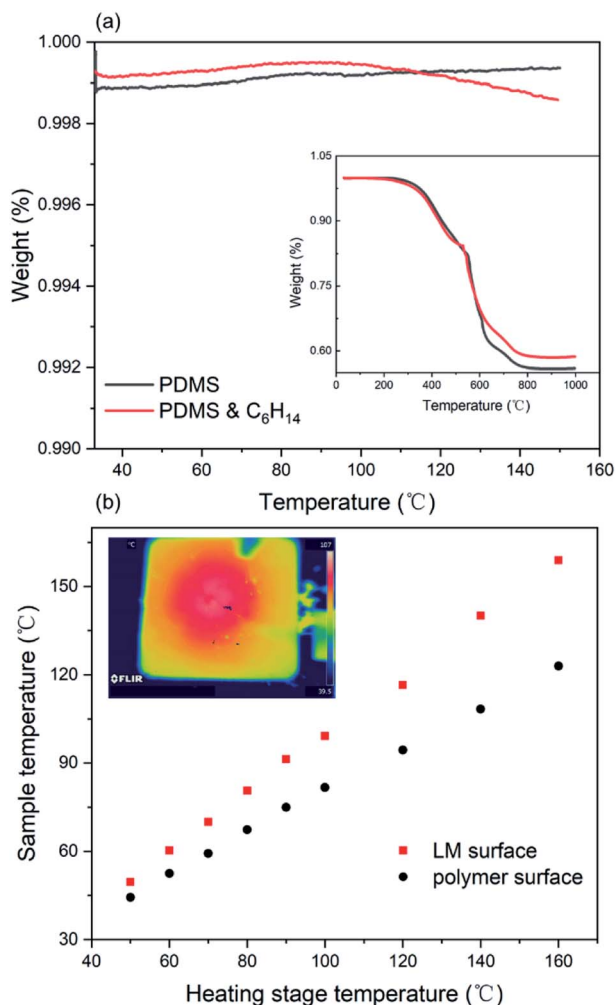 (a)
1.000
0.998
0.996
0.994
0.992
0.990
Weight (%)
40
60
80
100
120
140
160
Temperature (℃)
PDMS
PDMS & C₆H₁₄
1.05
0.90
0.75
0.60
Weight (%)
0
200
400
600
800
1000
Temperature (℃)
(b)
150
120
90
60
30
Sample temperature (℃)
℃
107
39.5
FLIR
LM surface
polymer surface
40
60
80
100
120
140
160
Heating stage temperature (℃)